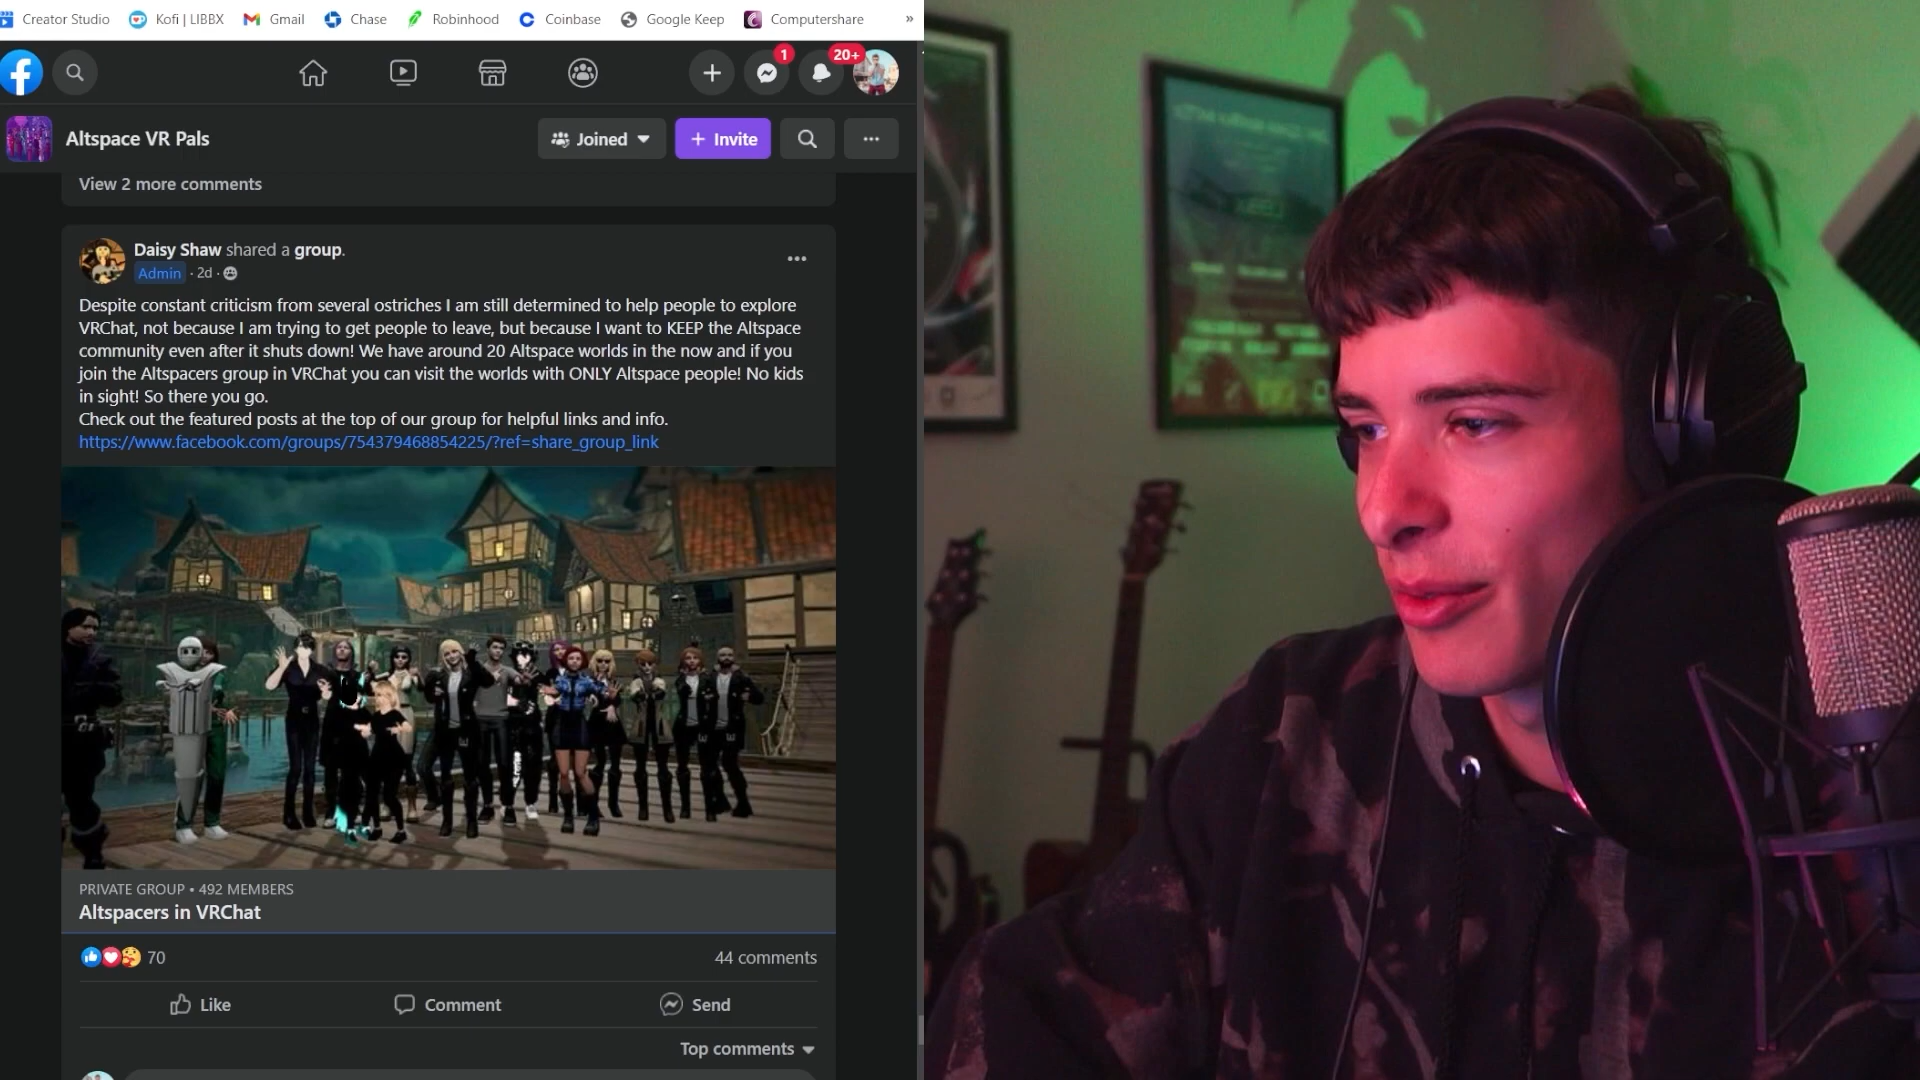 Creator Studio
Kofi | LIBBX
Gmail
Chase
Robinhood
Coinbase
Google Keep
Computershare
»
1
20+
Altspace VR Pals
Joined
+ Invite
View 2 more comments
Daisy Shaw shared a group.
Admin · 2d ·
Despite constant criticism from several ostriches I am still determined to help people to explore
VRChat, not because I am trying to get people to leave, but because I want to KEEP the Altspace
community even after it shuts down! We have around 20 Altspace worlds in the now and if you
join the Altspacers group in VRChat you can visit the worlds with ONLY Altspace people! No kids
in sight! So there you go.
Check out the featured posts at the top of our group for helpful links and info.
https://www.facebook.com/groups/754379468854225/?ref=share_group_link
PRIVATE GROUP • 492 MEMBERS
Altspacers in VRChat
70
44 comments
Like
Comment
Send
Top comments